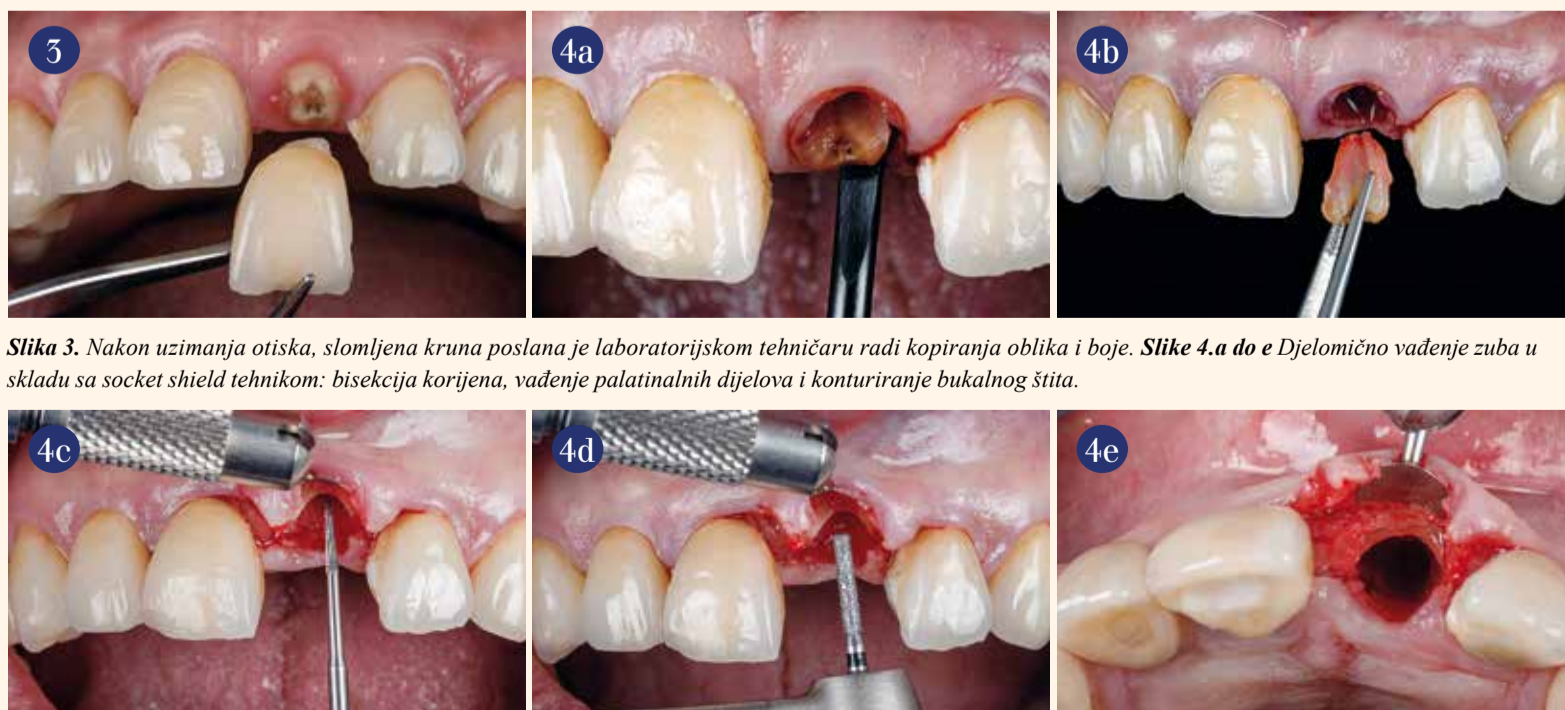 3
4a
4b
Slika 3. Nakon uzimanja otiska, slomljena kruna poslana je laboratorijskom tehničaru radi kopiranja oblika i boje. Slike 4.a do e Djelomično vađenje zuba u
skladu sa socket shield tehnikom: bisekcija korijena, vađenje palatinalnih dijelova i konturiranje bukalnog štita.
4c
4d
4e